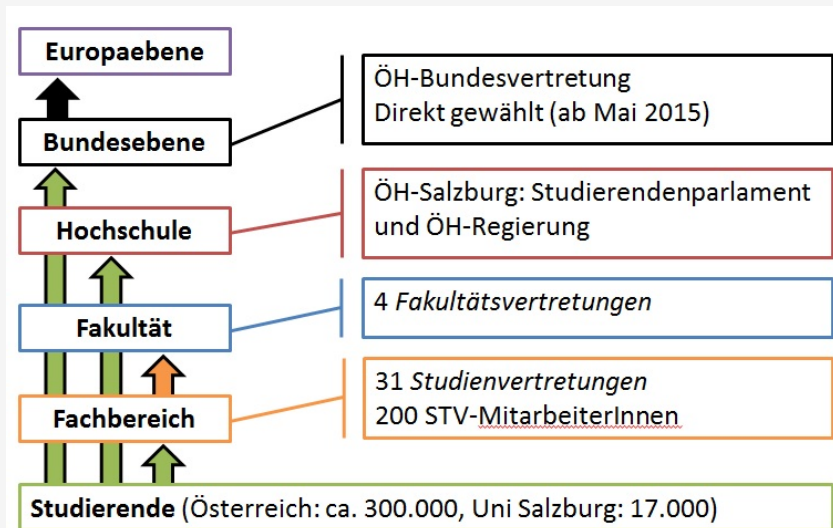 Europaebene
ÖH-Bundesvertretung
Direkt gewählt (ab Mai 2015)
Bundesebene
ÖH-Salzburg: Studierendenparlament
und ÖH-Regierung
Hochschule
4 Fakultätsvertretungen
Fakultät
31 Studienvertretungen
200 STV-MitarbeiterInnen
Fachbereich
Studierende (Österreich: ca. 300.000, Uni Salzburg: 17.000)